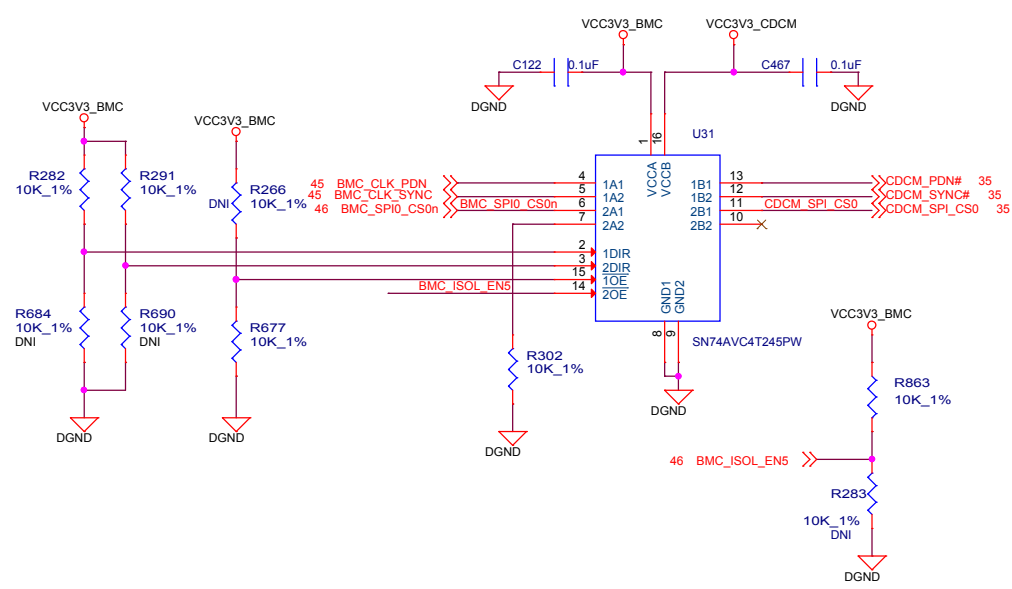 VCC3V3_BMC
VCC3V3_CDCM
C122
0.1uF
C467
0.1uF
DGND
DGND
VCC3V3_BMC
VCC3V3_BMC
1
16
U31
VCCA
VCCB
R282
10K_1%
R291
10K_1%
R266
DNI
10K_1%
45 BMC_CLK_PDN
45 BMC_CLK_SYNC
46 BMC_SPI0_CS0n
BMC_SPI0_CS0n
4
5
6
7
1A1
1A2
2A1
2A2
1B1
1B2
2B1
2B2
13
12
11
10
CDCM_SPI_CS0
CDCM_PDN# 35
CDCM_SYNC# 35
CDCM_SPI_CS0 35
2
3
15
14
1DIR
2DIR
1OE
2OE
BMC_ISOL_EN5
GND1
GND2
8
9
SN74AVC4T245PW
R684
10K_1%
DNI
R690
10K_1%
DNI
R677
10K_1%
R302
10K_1%
DGND
DGND
DGND
DGND
VCC3V3_BMC
R863
10K_1%
46 BMC_ISOL_EN5
R283
10K_1%
DNI
DGND